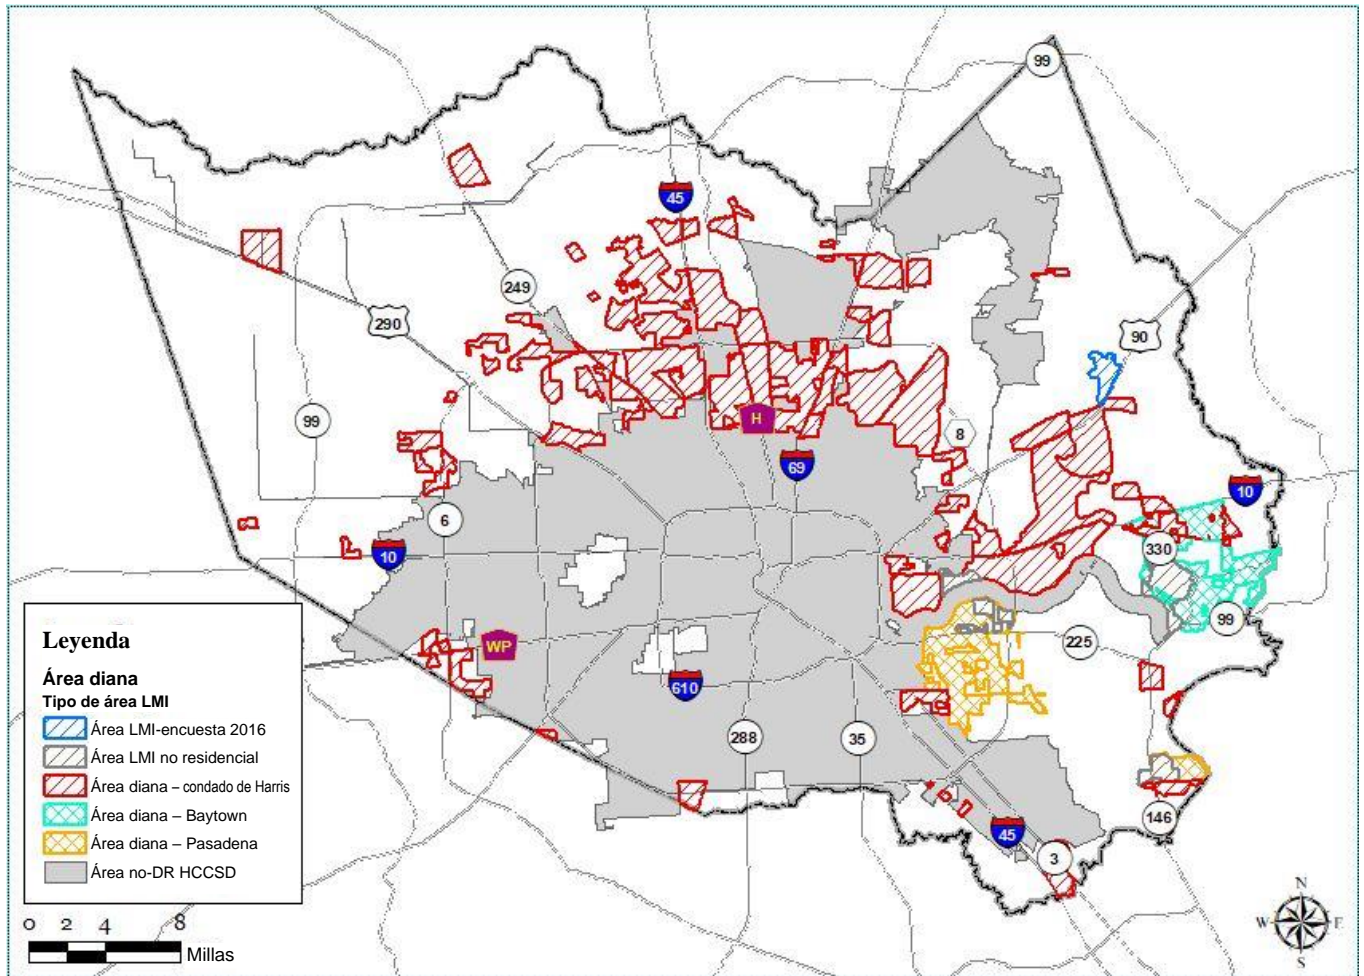 99
45
249
290
90
99
H
8
69
10
6
10
330
99
WP
225
610
288
35
146
45
3
Leyenda
Área diana
Tipo de área LMI
Área LMI-encuesta 2016
Área LMI no residencial
Área diana – condado de Harris
Área diana – Baytown
Área diana – Pasadena
Área no-DR HCCSD
0 2 4 8
Millas
N
W E
S